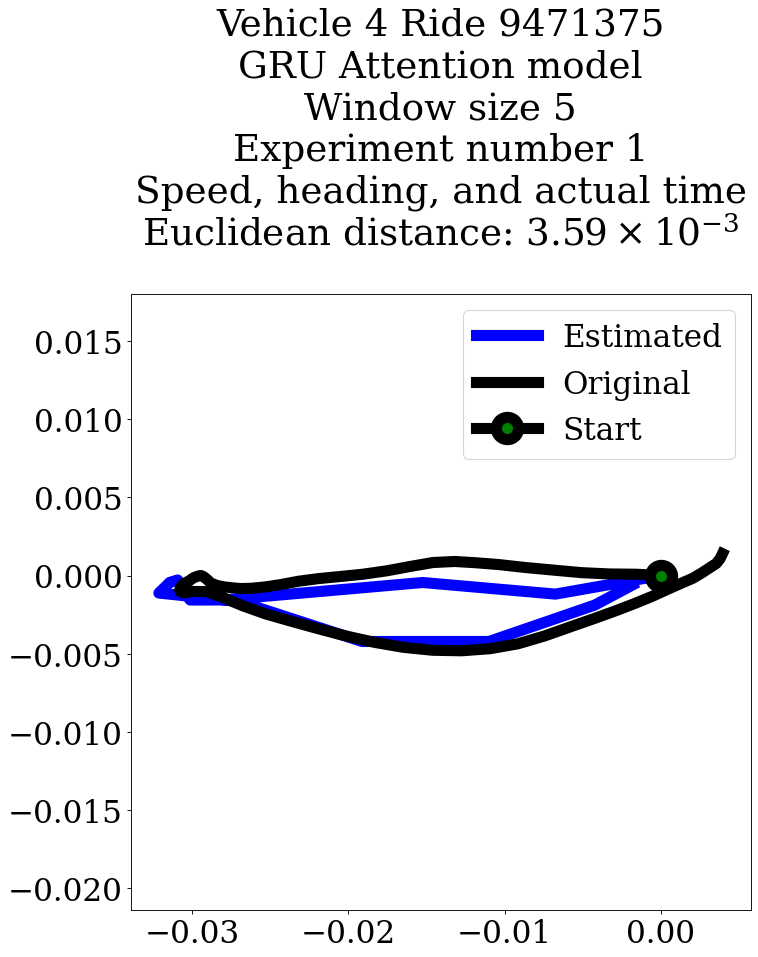 Vehicle 4 Ride 9471375
GRU Attention model
Window size 5
Experiment number 1
Speed, heading, and actual time
Euclidean distance: 3.59 × 10⁻³
Estimated
Original
Start
0.015
0.010
0.005
0.000
−0.005
−0.010
−0.015
−0.020
−0.03
−0.02
−0.01
0.00